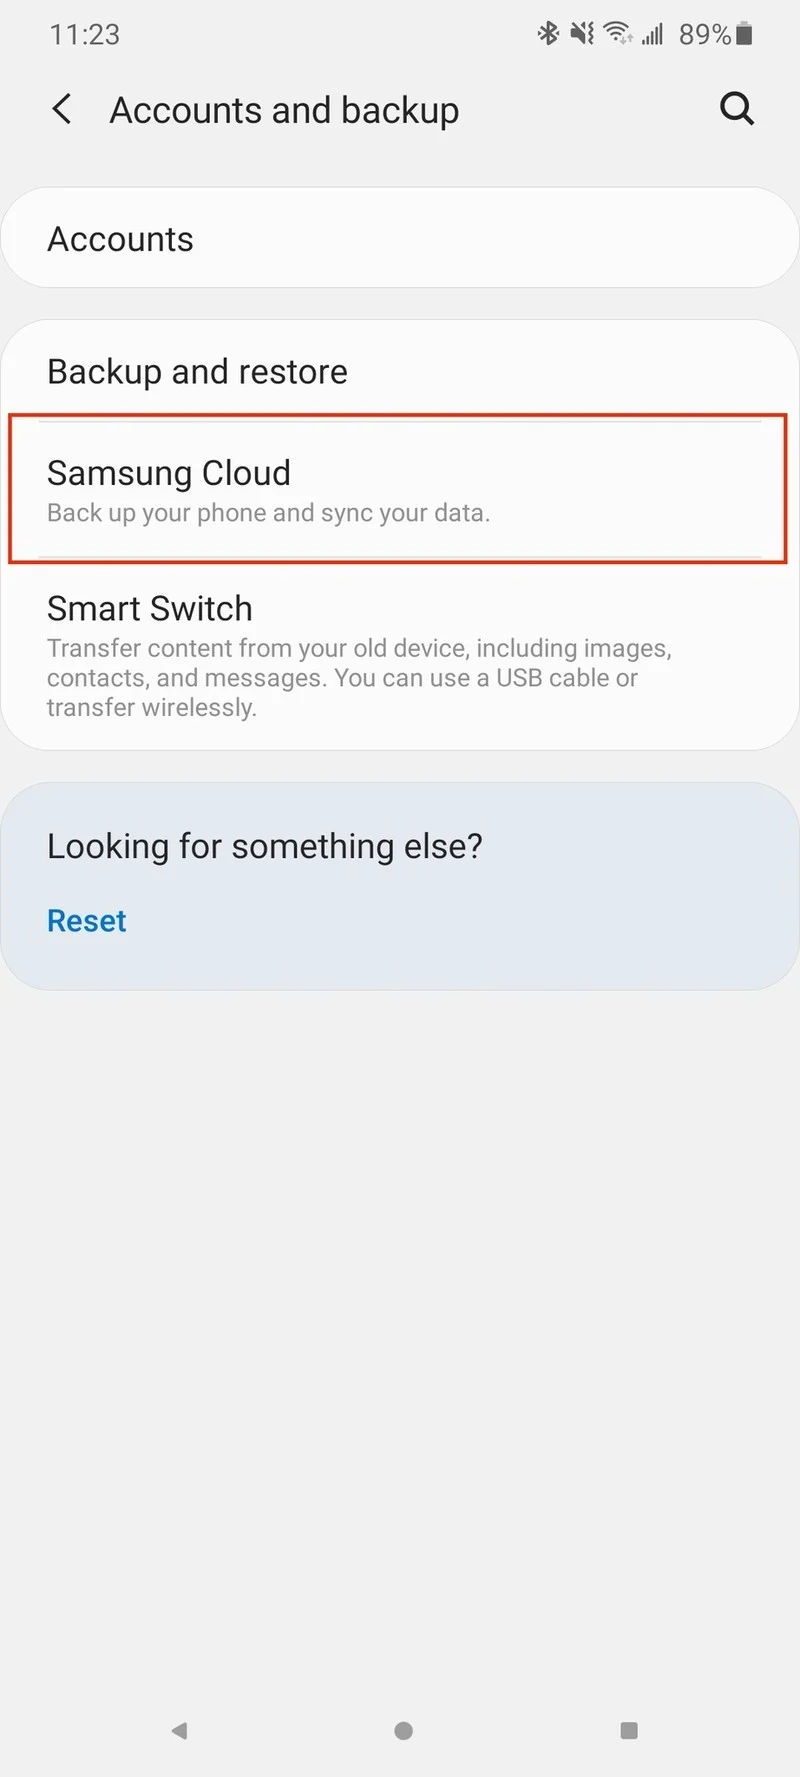 11:23 89%
Accounts and backup
Accounts
Backup and restore
Samsung Cloud
Back up your phone and sync your data.
Smart Switch
Transfer content from your old device, including images,
contacts, and messages. You can use a USB cable or
transfer wirelessly.
Looking for something else?
Reset